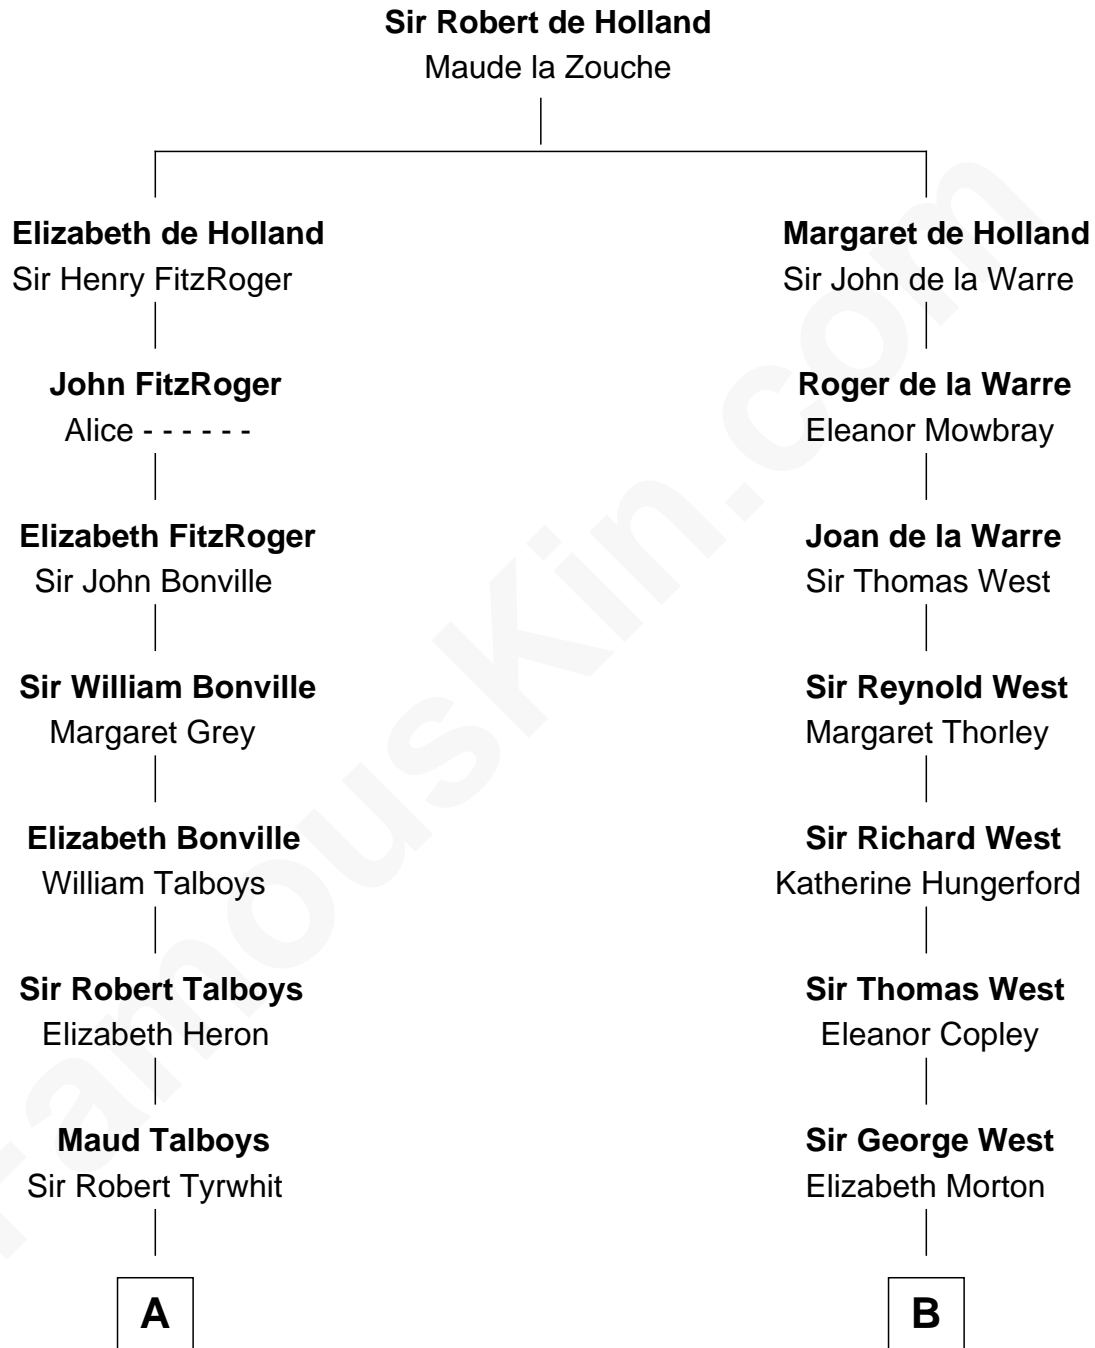 Sir Robert de Holland
Maude la Zouche
Elizabeth de Holland
Sir Henry FitzRoger
Margaret de Holland
Sir John de la Warre
John FitzRoger
Alice - - - - - -
Roger de la Warre
Eleanor Mowbray
Elizabeth FitzRoger
Sir John Bonville
Joan de la Warre
Sir Thomas West
Sir William Bonville
Margaret Grey
Sir Reynold West
Margaret Thorley
Elizabeth Bonville
William Talboys
Sir Richard West
Katherine Hungerford
Sir Robert Talboys
Elizabeth Heron
Sir Thomas West
Eleanor Copley
Maud Talboys
Sir Robert Tyrwhit
Sir George West
Elizabeth Morton
A
B
FamousKin.com